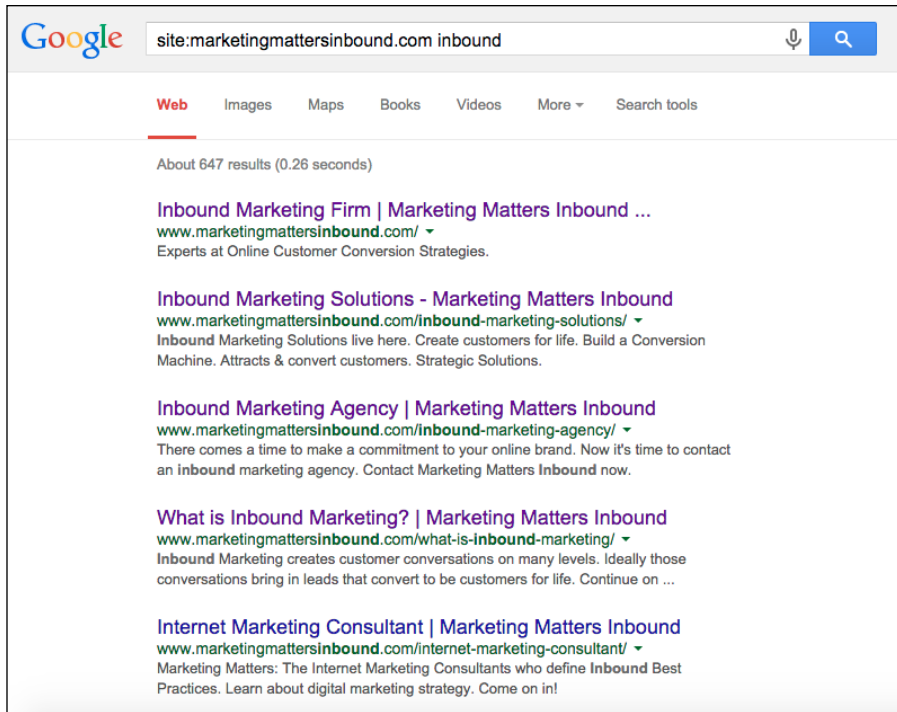 Google
site:marketingmattersinbound.com inbound
Web Images Maps Books Videos More Search tools
About 647 results (0.26 seconds)
Inbound Marketing Firm | Marketing Matters Inbound ...
www.marketingmattersinbound.com/
Experts at Online Customer Conversion Strategies.
Inbound Marketing Solutions - Marketing Matters Inbound
www.marketingmattersinbound.com/inbound-marketing-solutions/
Inbound Marketing Solutions live here. Create customers for life. Build a Conversion
Machine. Attracts & convert customers. Strategic Solutions.
Inbound Marketing Agency | Marketing Matters Inbound
www.marketingmattersinbound.com/inbound-marketing-agency/
There comes a time to make a commitment to your online brand. Now it's time to contact
an inbound marketing agency. Contact Marketing Matters Inbound now.
What is Inbound Marketing? | Marketing Matters Inbound
www.marketingmattersinbound.com/what-is-inbound-marketing/
Inbound Marketing creates customer conversations on many levels. Ideally those
conversations bring in leads that convert to be customers for life. Continue on ...
Internet Marketing Consultant | Marketing Matters Inbound
www.marketingmattersinbound.com/internet-marketing-consultant/
Marketing Matters: The Internet Marketing Consultants who define Inbound Best
Practices. Learn about digital marketing strategy. Come on in!